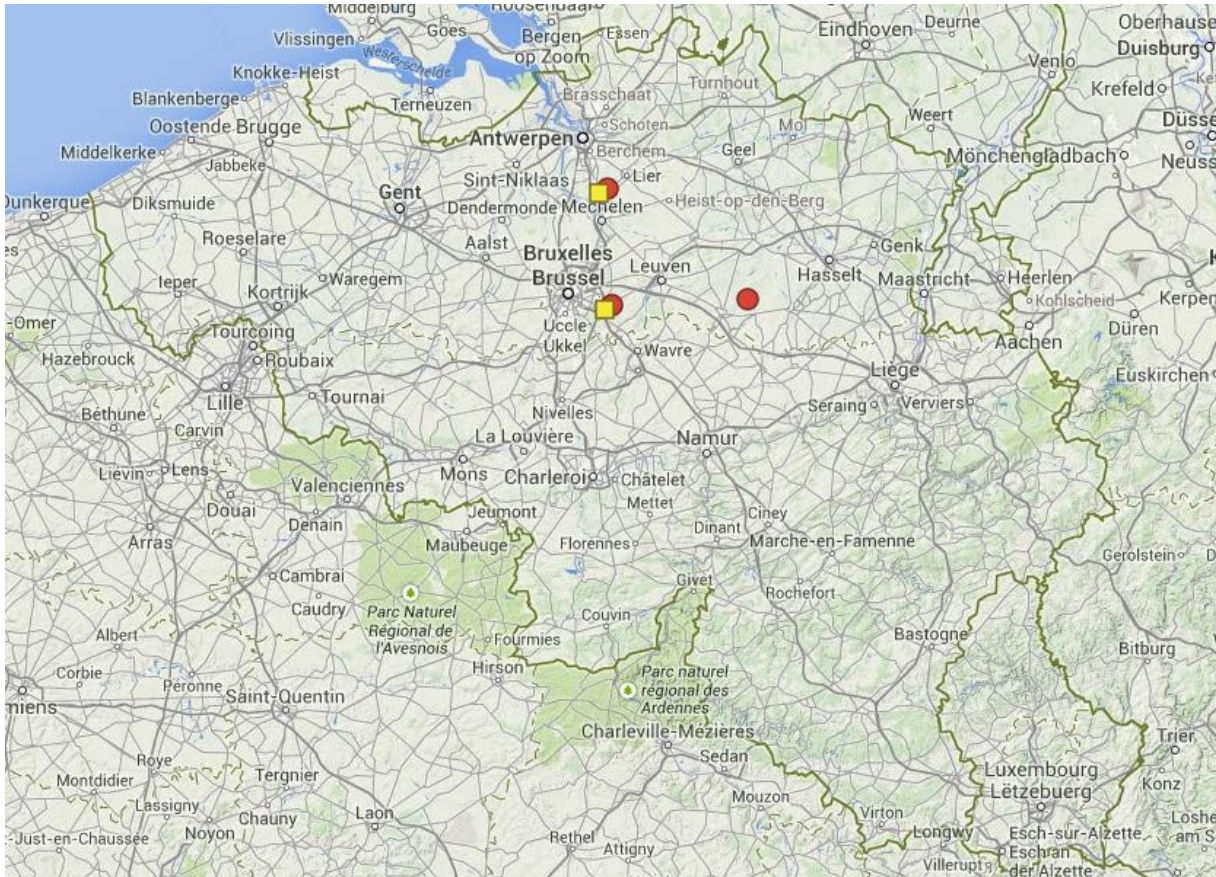 Middelburg
Goes
Roosendaal
Bergen
op Zoom
Essen
Eindhoven
Deurne
Oberhause
Duisburg
Vlissingen
Westerschelde
Venlo
Krefeld
Knokke-Heist
Terneuzen
Brasschaat
Turnhout
Weert
Blankenberge
Düsse
Oostende Brugge
Schoten
Mo
Antwerpen
Berchem
Geel
Mönchengladbach
Neuss
Middelkerke
Jabbeke
Sint-Niklaas
Lier
Dunkerque
Diksmuide
Gent
Dendermonde
Mechelen
Heist-op-den-Berg
Roeselare
Aalst
Bruxelles
Brussel
Leuven
Genk
Hasselt
Maastricht
Heerlen
Ieper
Waregem
Kohlscheid
Kerpen
Kortrijk
-Omer
Tourcoing
Uccle
Ukkel
Düren
Aachen
Hazebrouck
Roubaix
Wavre
Liège
Euskirchen
Lille
Tournai
Nivelles
Seraing
Verviers
Béthune
Carvin
La Louvière
Namur
Liévin
Lens
Mons
Charleroi
Châtelet
Valenciennes
Mettet
Douai
Denain
Jeumont
Ciney
Dinant
Arras
Maubeuge
Florennes
Marche-en-Famenne
Gerolstein
Cambrai
Givet
Rochefort
Caudry
Parc Naturel
Régional de
l'Avesnois
Couvin
Albert
Fourmies
Bastogne
Bitburg
Corbie
Hirson
Parc naturel
régional des
Ardennes
Péronne
miens
Saint-Quentin
Charleville-Mézières
Trier
Roye
Sedan
Konz
Montdidier
Tergnier
Luxembourg
Lëtzebuerg
Lassigny
Chauny
Mouzon
Virton
Laon
Longwy
Noyon
-Just-en-Chaussée
Rethel
Attigny
Esch-sur-Alzette
Esch an
der Alzette
Villerupt
Loshe
am S